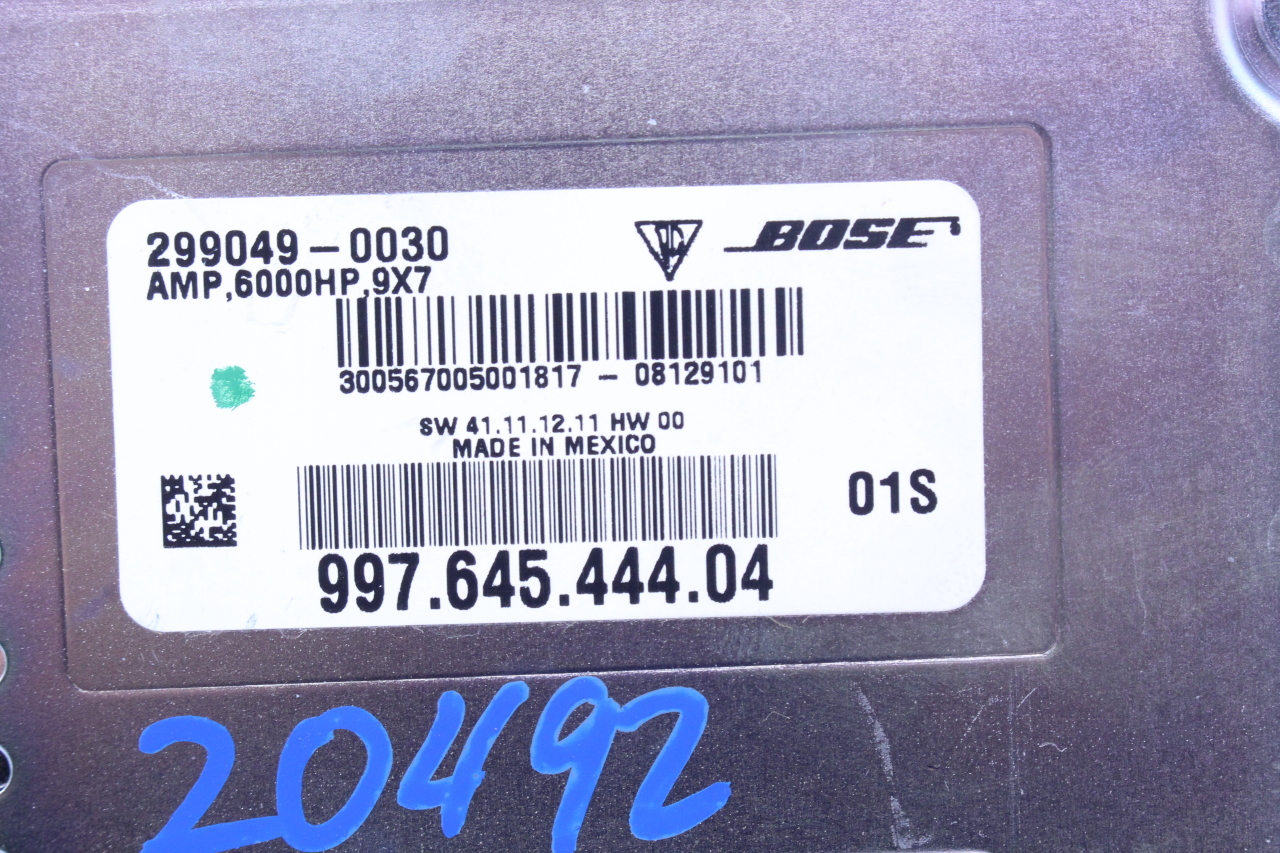 299049-0030
BOSE
AMP,6000HP,9X7
300567005001817 - 08129101
SW 41.11.12.11 HW 00
MADE IN MEXICO
01S
997.645.444.04
20492